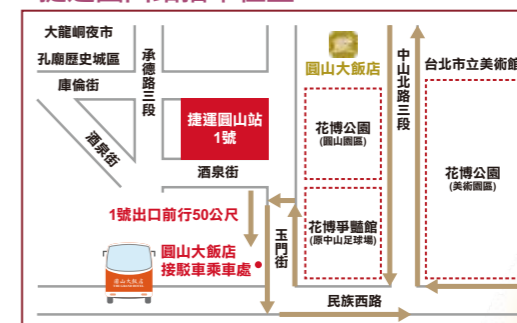 大龍峒夜市
孔廟歷史城區
庫倫街
酒泉街
承德路三段
捷運圓山站
1號
酒泉街
1號出口前行50公尺
圓山大飯店
接駁車乘車處
圓山大飯店
玉門街
圓山大飯店
花博公園
(圓山園區)
花博爭豔館
(原中山足球場)
中山北路三段
台北市立美術館
花博公園
(美術園區)
民族西路